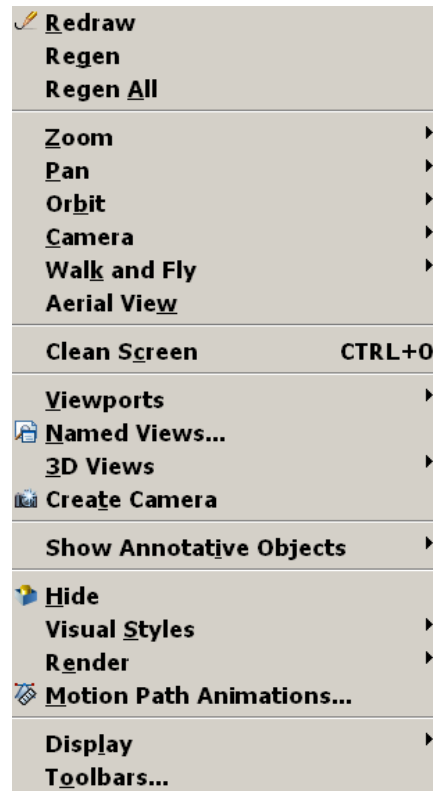 Redraw
Regen
Regen All
Zoom
Pan
Orbit
Camera
Walk and Fly
Aerial View
Clean Screen CTRL+0
Viewports
Named Views...
3D Views
Create Camera
Show Annotative Objects
Hide
Visual Styles
Render
Motion Path Animations...
Display
Toolbars...